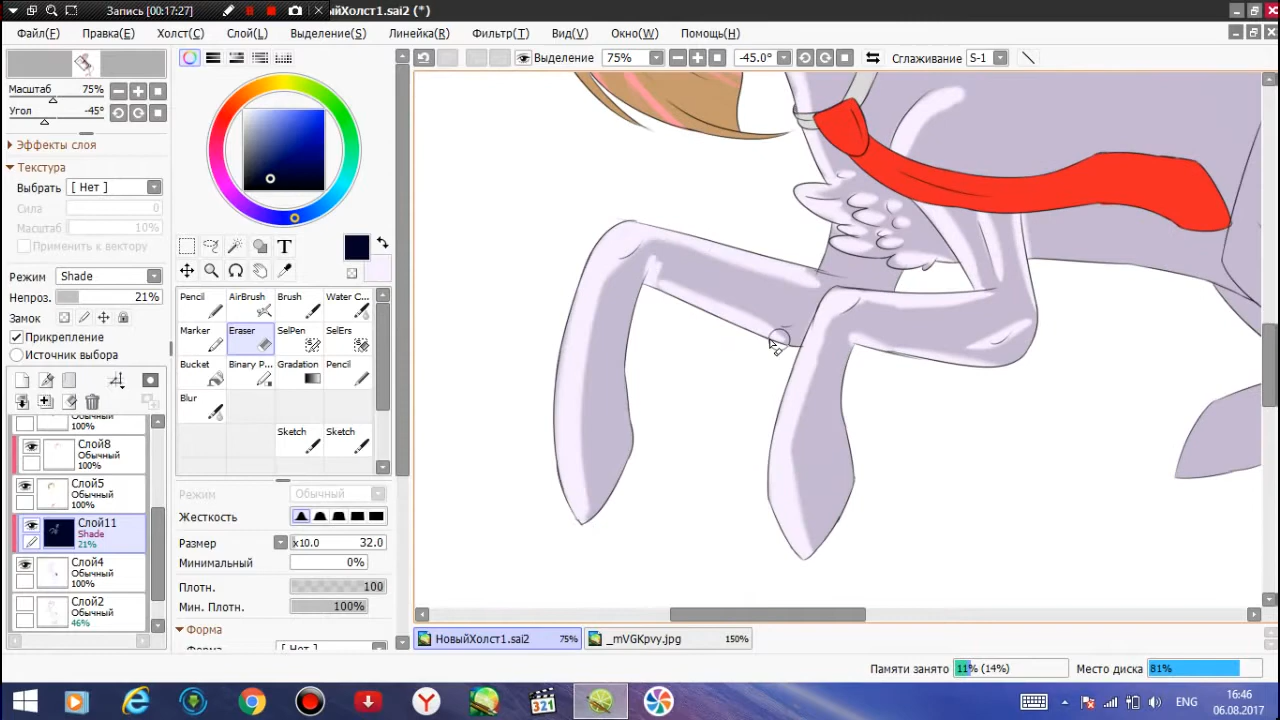 Запись [00:17:27]
ыйХолст1.sai2 (*)
Файл(F) Правка(E) Холст(C) Слой(L) Выделение(S) Линейка(R) Фильтр(T) Вид(V) Окно(W) Помощь(H)
Выделение 75% -45.0° Сглаживание S-1
Масштаб 75%
Угол -45°
Эффекты слоя
Текстура
Выбрать [ Нет ]
Сила 0
Масштаб 10%
Применить к вектору
Режим Shade
Непроз. 21%
Замок
Прикрепление
Источник выбора
100%
Слой8
Обычный
100%
Слой5
Обычный
100%
Слой11
Shade
21%
Слой4
Обычный
100%
Слой2
Обычный
46%
T
Pencil AirBrush Brush Water C...
Marker Eraser SelPen SelErs
Bucket Binary P... Gradation Pencil
Blur
Sketch Sketch
Режим Обычный
Жесткость
Размер x10.0 32.0
Минимальный 0%
Плотн. 100
Мин. Плотн. 100%
Форма
[ Нет ]
НовыйХолст1.sai2 75% _mVGKpvy.jpg 150%
Памяти занято 11% (14%) Место диска 81%
321
ENG
16:46
06.08.2017